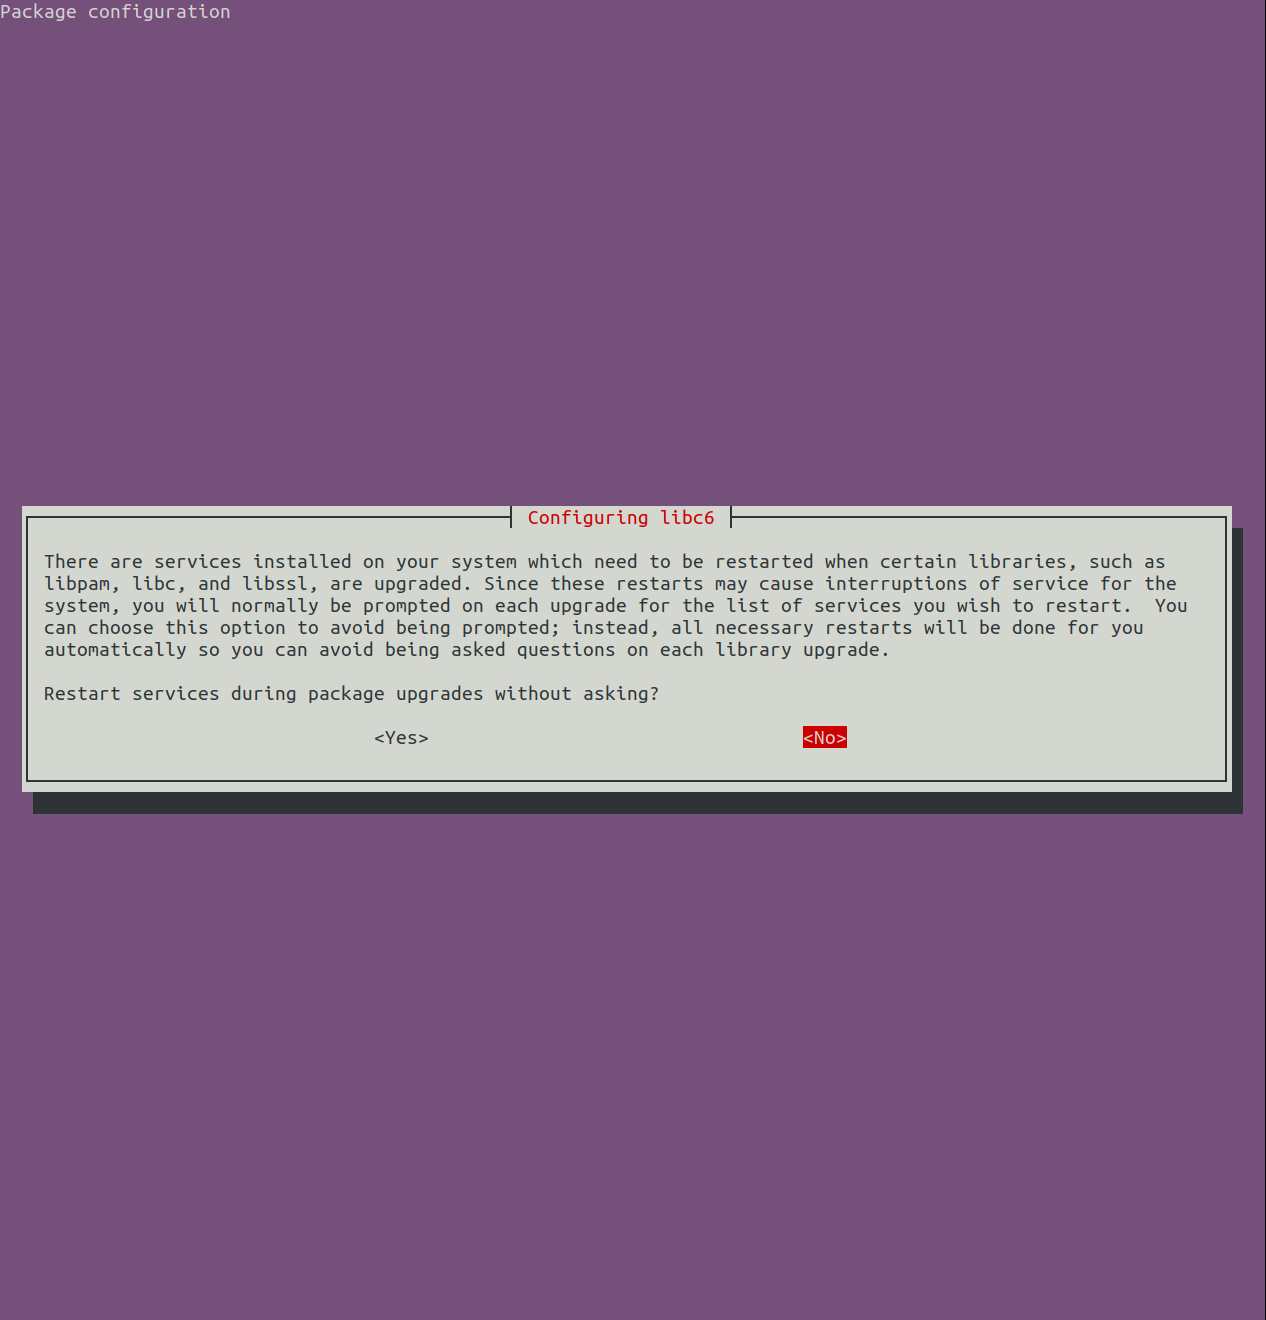 Package configuration
Configuring libc6
There are services installed on your system which need to be restarted when certain libraries, such as
libpam, libc, and libssl, are upgraded. Since these restarts may cause interruptions of service for the
system, you will normally be prompted on each upgrade for the list of services you wish to restart.  You
can choose this option to avoid being prompted; instead, all necessary restarts will be done for you
automatically so you can avoid being asked questions on each library upgrade.
Restart services during package upgrades without asking?
<Yes> <No>